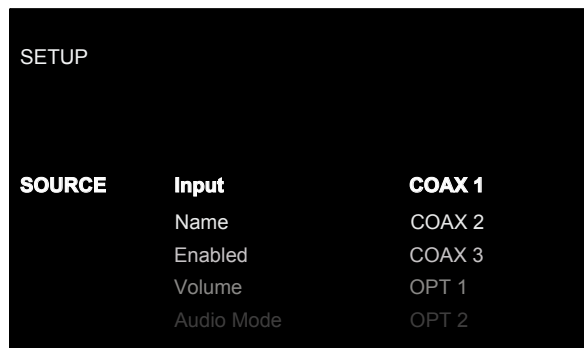 SETUP
SOURCE Input COAX 1
Name COAX 2
Enabled COAX 3
Volume OPT 1
Audio Mode OPT 2